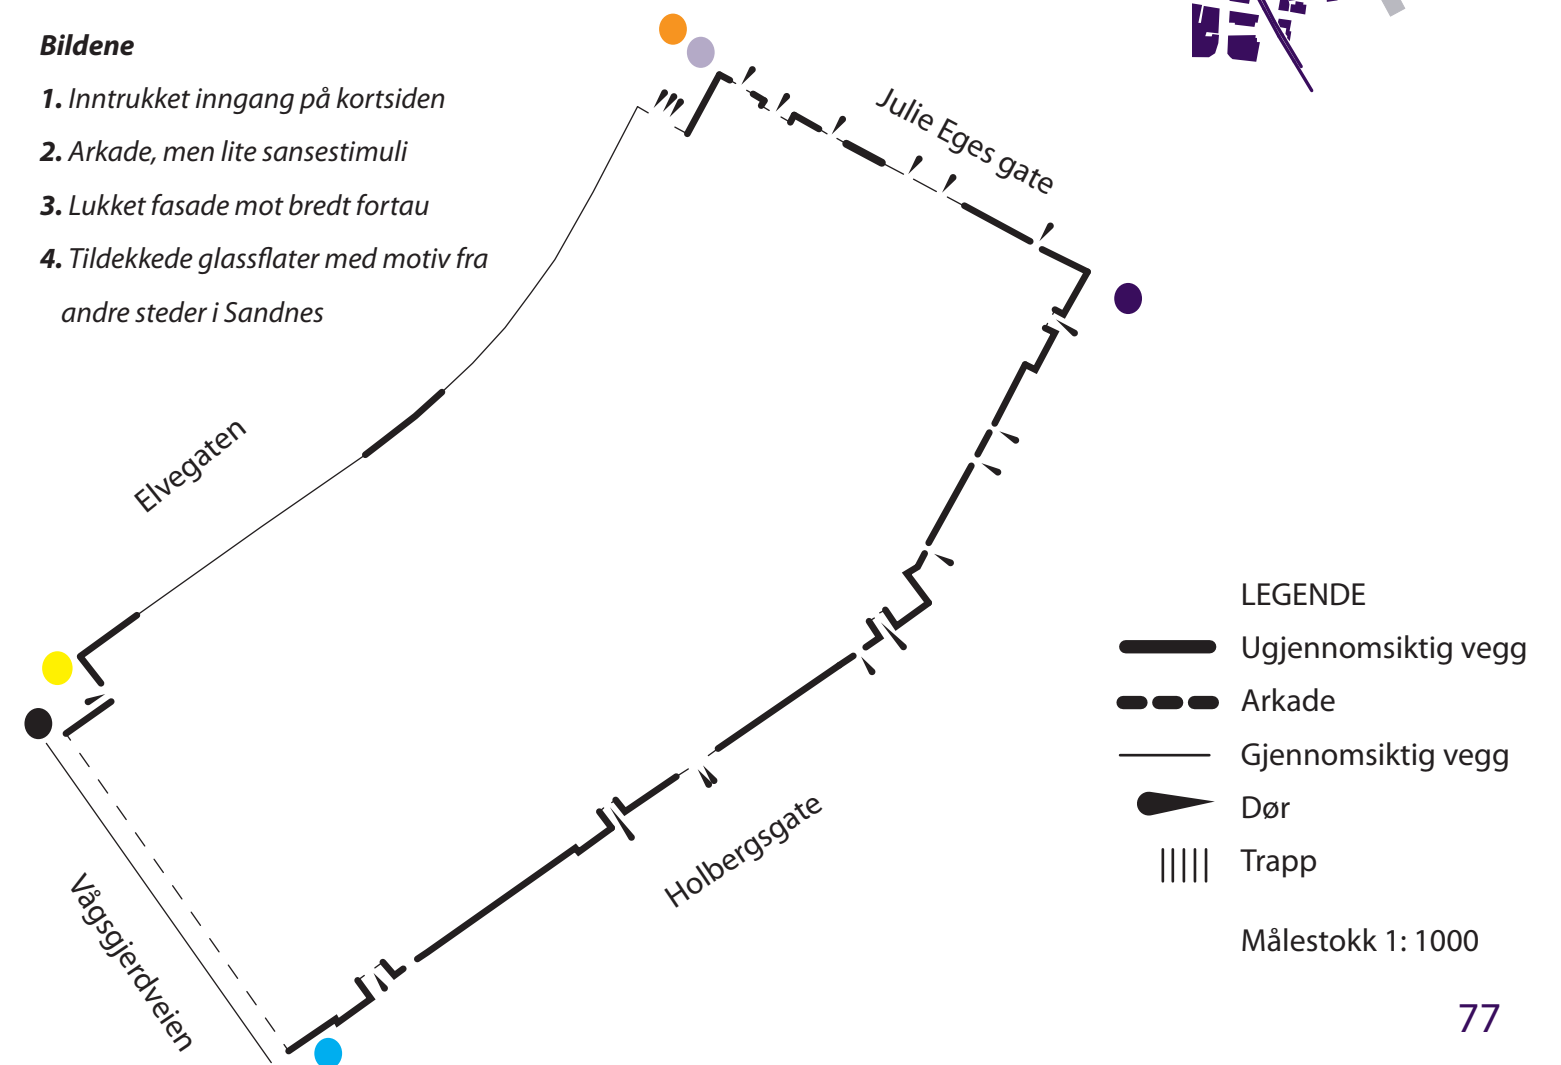 Bildene
1. Inntrukket inngang på kortsiden
2. Arkade, men lite sansestimuli
3. Lukket fasade mot bredt fortau
4. Tildekkede glassflater med motiv fra
andre steder i Sandnes
Julie Eges gate
Elvegaten
Holbergsgate
Vågsgjerdveien
LEGENDE
Ugjennomsiktig vegg
Arkade
Gjennomsiktig vegg
Dør
Trapp
Målestokk 1: 1000
77